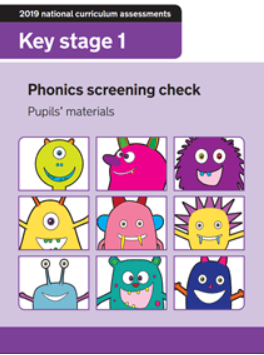 2019 national curriculum assessments
Key stage 1
Phonics screening check
Pupils' materials